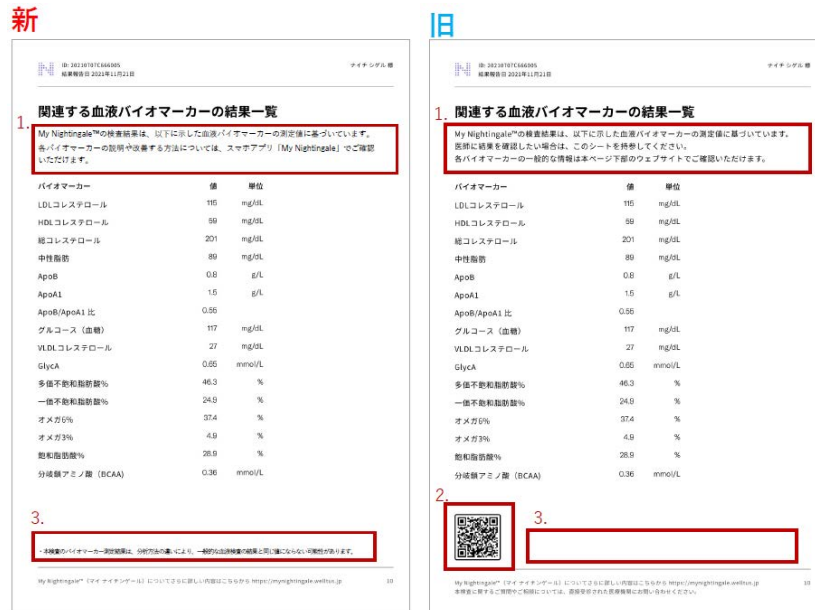 新
ID: 20210707C666005
結果報告日 2021年11月21日
ナイチ シゲル 様
1.
関連する血液バイオマーカーの結果一覧
My Nightingale™の検査結果は、以下に示した血液バイオマーカーの測定値に基づいています。
各バイオマーカーの説明や改善する方法については、スマホアプリ「My Nightingale」でご確認
いただけます。
バイオマーカー 値 単位
LDLコレステロール 115 mg/dL
HDLコレステロール 59 mg/dL
総コレステロール 201 mg/dL
中性脂肪 89 mg/dL
ApoB 0.8 g/L
ApoA1 1.5 g/L
ApoB/ApoA1 比 0.55
グルコース（血糖） 117 mg/dL
VLDLコレステロール 27 mg/dL
GlycA 0.65 mmol/L
多価不飽和脂肪酸% 46.3 %
一価不飽和脂肪酸% 24.9 %
オメガ6% 37.4 %
オメガ3% 4.9 %
飽和脂肪酸% 28.9 %
分岐鎖アミノ酸（BCAA) 0.36 mmol/L
3.
・本検査のバイオマーカー測定結果は、分析方法の違いにより、一般的な血液検査の結果と同じ値にならない可能性があります。
My Nightingale™（マイ ナイチンゲール）についてさらに詳しい内容はこちらから https://mynightingale.welltus.jp 10
旧
ID: 20210707C666005
結果報告日 2021年11月21日
ナイチ シゲル 様
1.
関連する血液バイオマーカーの結果一覧
My Nightingale™の検査結果は、以下に示した血液バイオマーカーの測定値に基づいています。
医師に結果を確認したい場合は、このシートを持参してください。
各バイオマーカーの一般的な情報は本ページ下部のウェブサイトでご確認いただけます。
バイオマーカー 値 単位
LDLコレステロール 115 mg/dL
HDLコレステロール 59 mg/dL
総コレステロール 201 mg/dL
中性脂肪 89 mg/dL
ApoB 0.8 g/L
ApoA1 1.5 g/L
ApoB/ApoA1 比 0.55
グルコース（血糖） 117 mg/dL
VLDLコレステロール 27 mg/dL
GlycA 0.65 mmol/L
多価不飽和脂肪酸% 46.3 %
一価不飽和脂肪酸% 24.9 %
オメガ6% 37.4 %
オメガ3% 4.9 %
飽和脂肪酸% 28.9 %
分岐鎖アミノ酸（BCAA) 0.36 mmol/L
2.
3.
My Nightingale™（マイ ナイチンゲール）についてさらに詳しい内容はこちらから https://mynightingale.welltus.jp 10
本検査に関するご質問やご相談については、直接受診された医療機関にお問い合わせください。